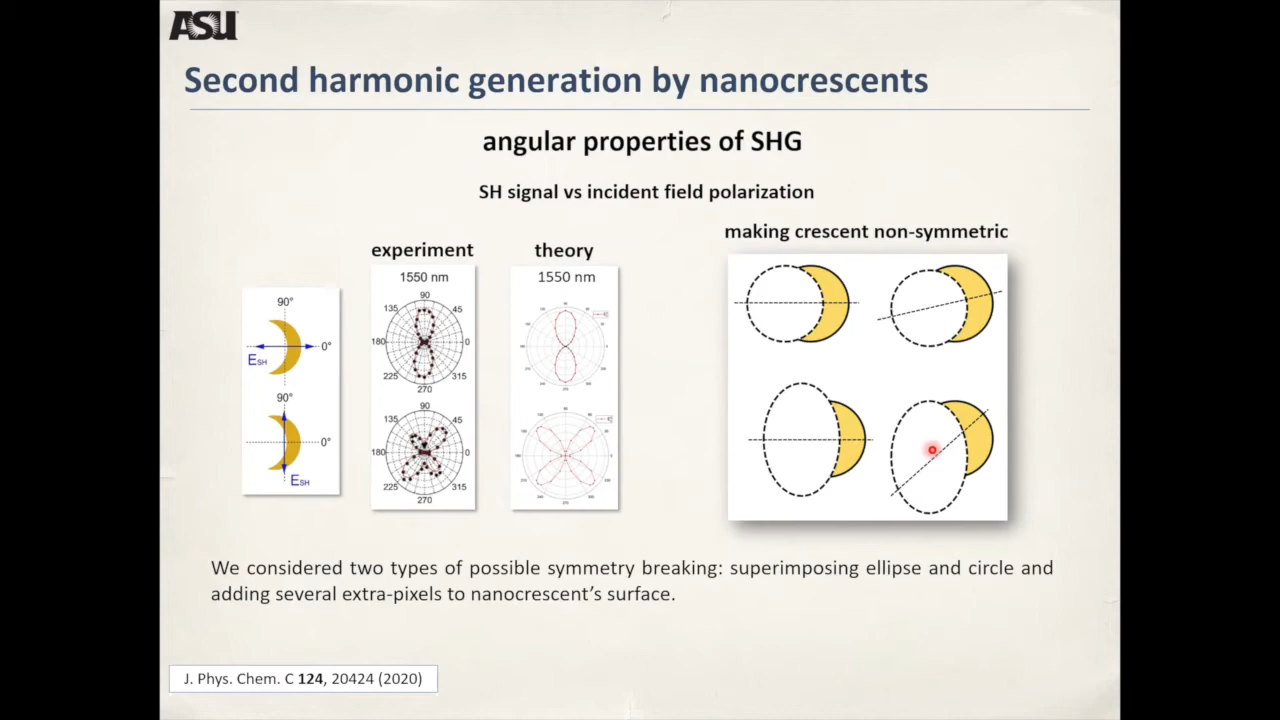 ASU
Second harmonic generation by nanocrescents
angular properties of SHG
SH signal vs incident field polarization
making crescent non-symmetric
experiment
theory
1550 nm
1550 nm
90°
0°
ESH
90°
0°
ESH
90
135
45
180
0
225
315
270
90
135
45
180
0
225
315
270
We considered two types of possible symmetry breaking: superimposing ellipse and circle and
adding several extra-pixels to nanocrescent's surface.
J. Phys. Chem. C 124, 20424 (2020)